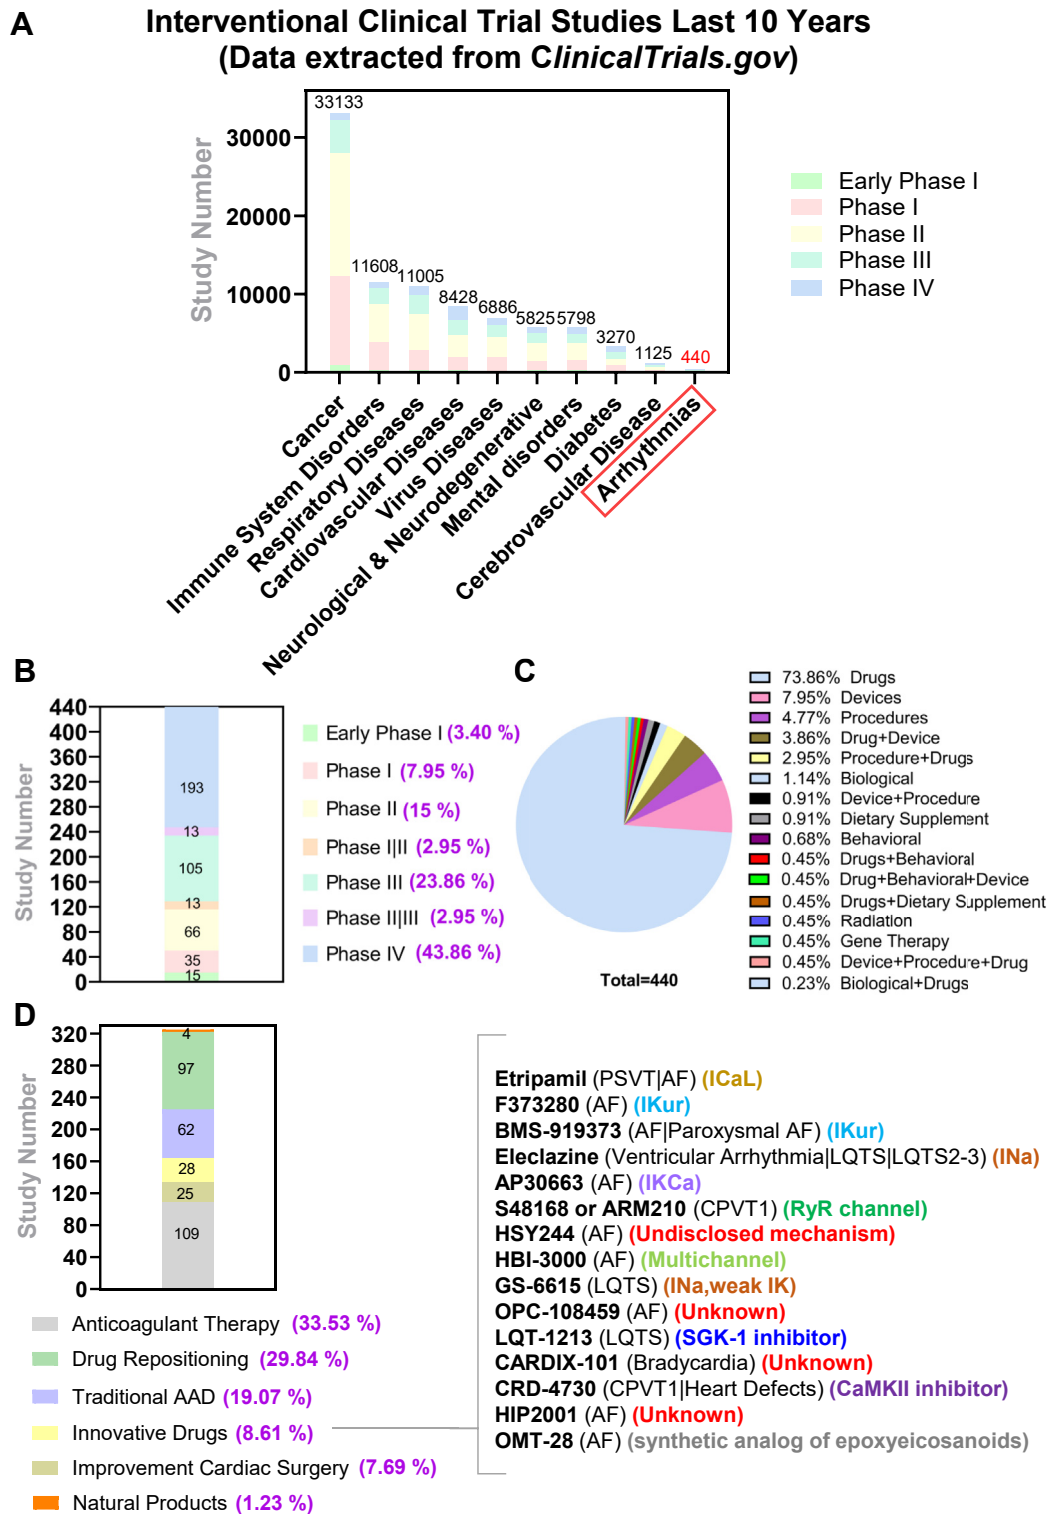 A
Interventional Clinical Trial Studies Last 10 Years
(Data extracted from ClinicalTrials.gov)
Study Number
30000
20000
10000
0
33133
11608
11005
8428
6886
5825
5798
3270
1125
440
Cancer
Immune System Disorders
Respiratory Diseases
Cardiovascular Diseases
Virus Diseases
Neurological & Neurodegenerative
Mental disorders
Diabetes
Cerebrovascular Disease
Arrhythmias
Early Phase I
Phase I
Phase II
Phase III
Phase IV
B
Study Number
440
400
360
320
280
240
200
160
120
80
40
0
193
13
105
13
66
35
15
Early Phase I (3.40 %)
Phase I (7.95 %)
Phase II (15 %)
Phase I|II (2.95 %)
Phase III (23.86 %)
Phase II|III (2.95 %)
Phase IV (43.86 %)
C
Total=440
73.86% Drugs
7.95% Devices
4.77% Procedures
3.86% Drug+Device
2.95% Procedure+Drugs
1.14% Biological
0.91% Device+Procedure
0.91% Dietary Supplement
0.68% Behavioral
0.45% Drugs+Behavioral
0.45% Drug+Behavioral+Device
0.45% Drugs+Dietary Supplement
0.45% Radiation
0.45% Gene Therapy
0.45% Device+Procedure+Drug
0.23% Biological+Drugs
D
Study Number
320
280
240
200
160
120
80
40
0
4
97
62
28
25
109
Anticoagulant Therapy (33.53 %)
Drug Repositioning (29.84 %)
Traditional AAD (19.07 %)
Innovative Drugs (8.61 %)
Improvement Cardiac Surgery (7.69 %)
Natural Products (1.23 %)
Etripamil (PSVT|AF) (ICaL)
F373280 (AF) (IKur)
BMS-919373 (AF|Paroxysmal AF) (IKur)
Eleclazine (Ventricular Arrhythmia|LQTS|LQTS2-3) (INa)
AP30663 (AF) (IKCa)
S48168 or ARM210 (CPVT1) (RyR channel)
HSY244 (AF) (Undisclosed mechanism)
HBI-3000 (AF) (Multichannel)
GS-6615 (LQTS) (INa,weak IK)
OPC-108459 (AF) (Unknown)
LQT-1213 (LQTS) (SGK-1 inhibitor)
CARDIX-101 (Bradycardia) (Unknown)
CRD-4730 (CPVT1|Heart Defects) (CaMKII inhibitor)
HIP2001 (AF) (Unknown)
OMT-28 (AF) (synthetic analog of epoxyeicosanoids)